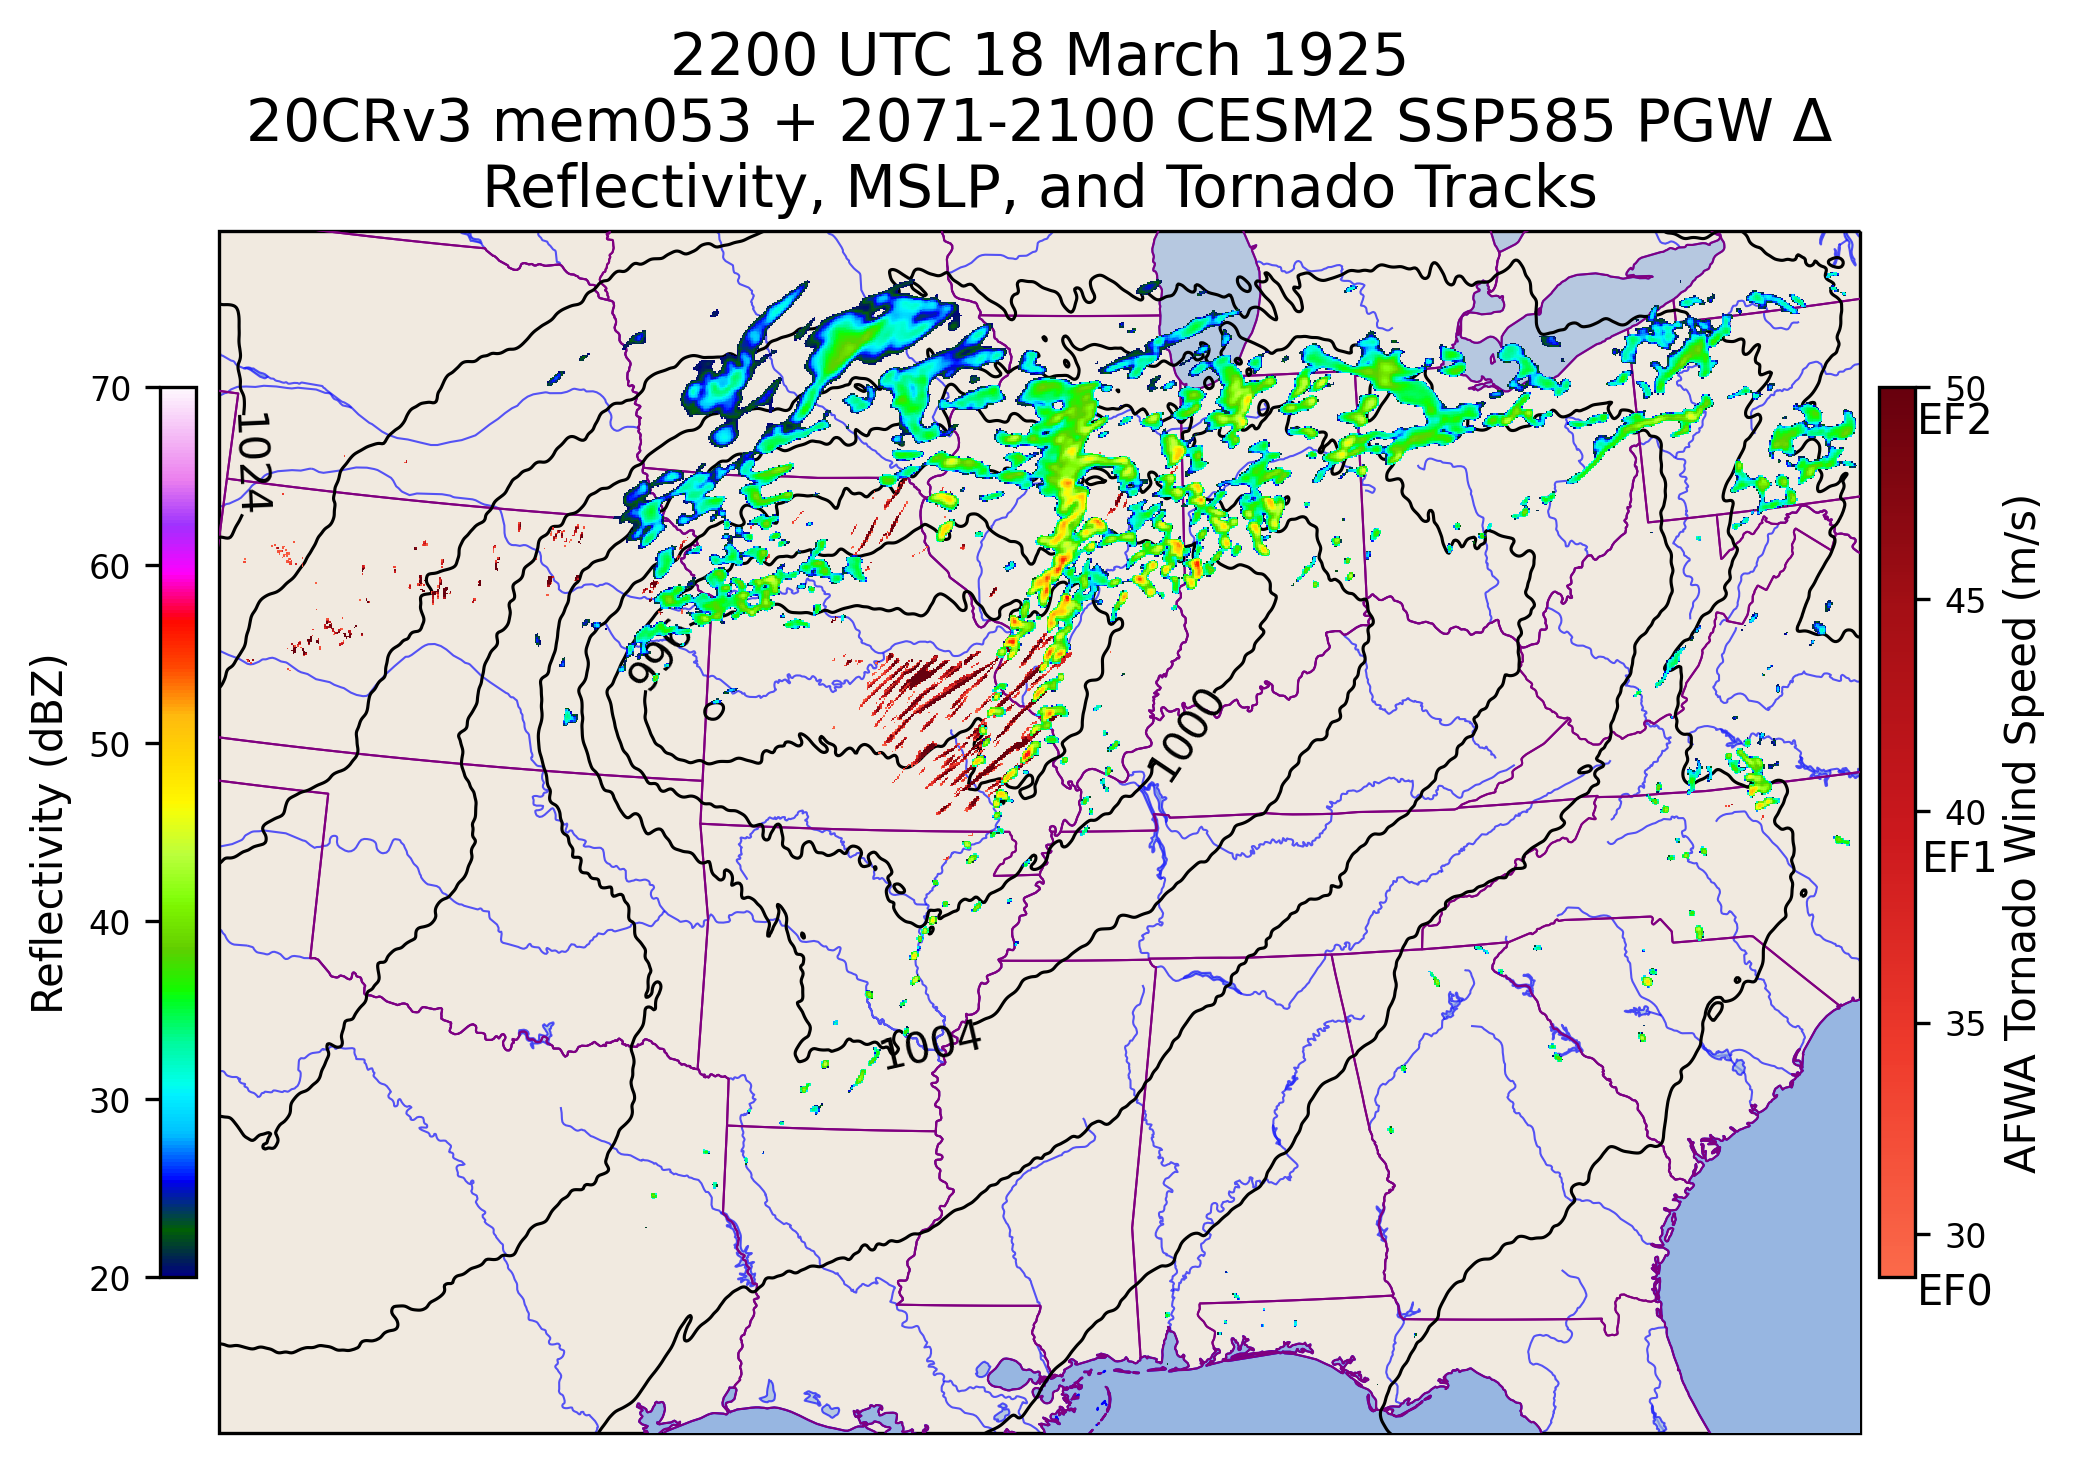 2200 UTC 18 March 1925
20CRv3 mem053 + 2071-2100 CESM2 SSP585 PGW Δ
Reflectivity, MSLP, and Tornado Tracks
Reflectivity (dBZ)
70
60
50
40
30
20
1024
996
1000
1004
50
EF2
45
40
EF1
35
30
EF0
AFWA Tornado Wind Speed (m/s)